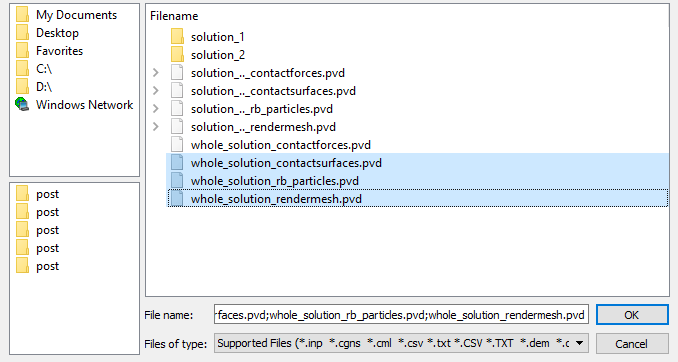 My Documents
Desktop
Favorites
C:\
D:\
Windows Network
post
post
post
post
post
Filename
solution_1
solution_2
solution_.._contactforces.pvd
solution_.._contactsurfaces.pvd
solution_.._rb_particles.pvd
solution_.._rendermesh.pvd
whole_solution_contactforces.pvd
whole_solution_contactsurfaces.pvd
whole_solution_rb_particles.pvd
whole_solution_rendermesh.pvd
File name: rfaces.pvd;whole_solution_rb_particles.pvd;whole_solution_rendermesh.pvd OK
Files of type: Supported Files (*.inp *.cgns *.cml *.csv *.txt *.CSV *.TXT *.dem *.c Cancel